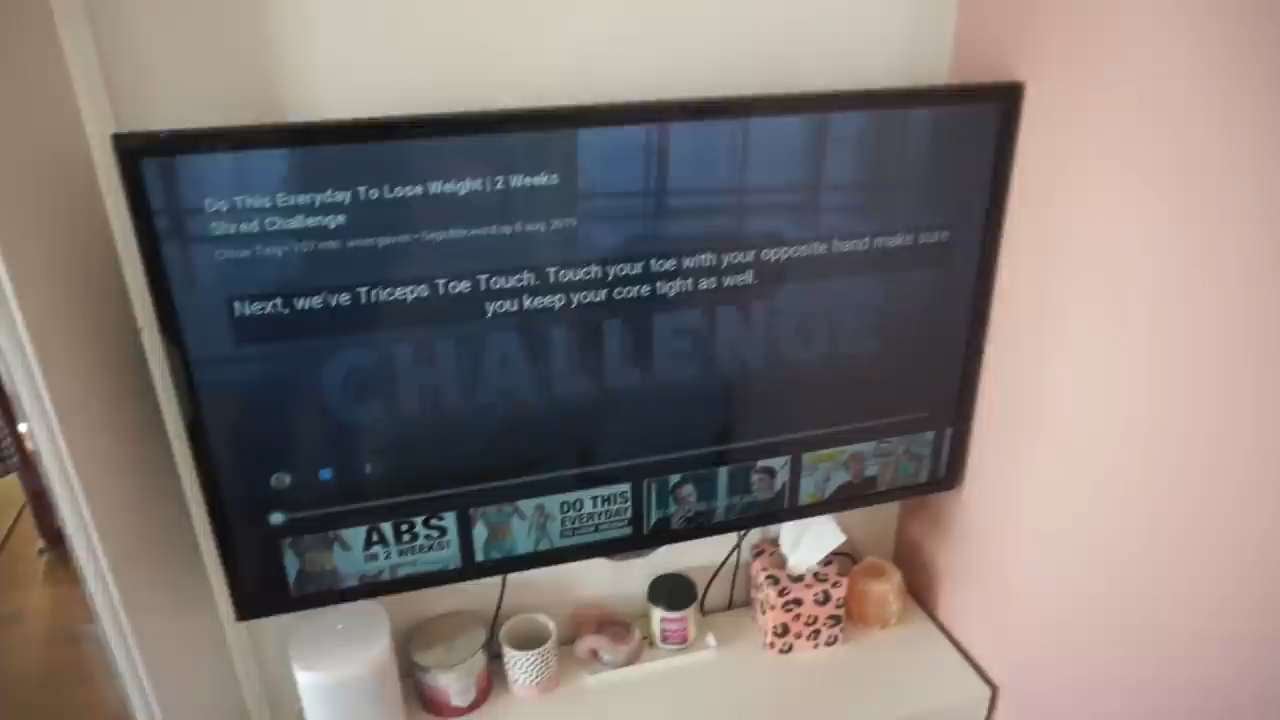 Do This Everyday To Lose Weight | 2 Weeks
Shred Challenge
Next, we've Triceps Toe Touch. Touch your toe with your opposite hand make sure
you keep your core tight as well.
CHALLENGE
ABS
IN 2 WEEKS!
DO THIS
EVERYDAY